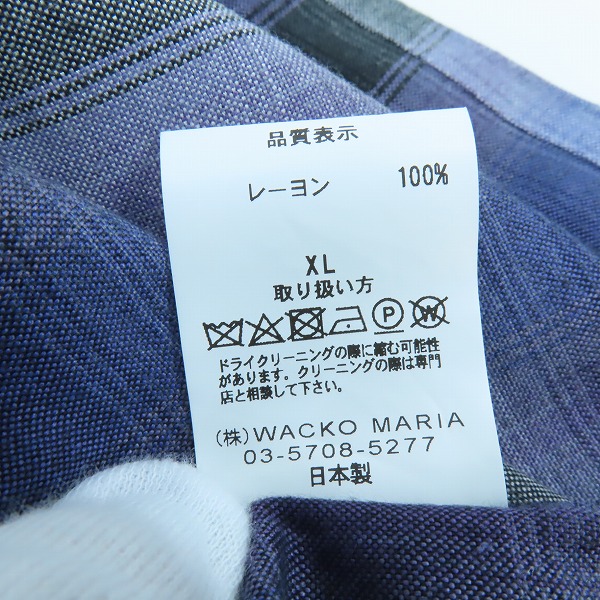 品質表示
レーヨン 100%
XL
取り扱い方
P W
ドライクリーニングの際に縮む可能性
があります。クリーニングの際は専門
店と相談して下さい。
(株)WACKO MARIA
03-5708-5277
日本製